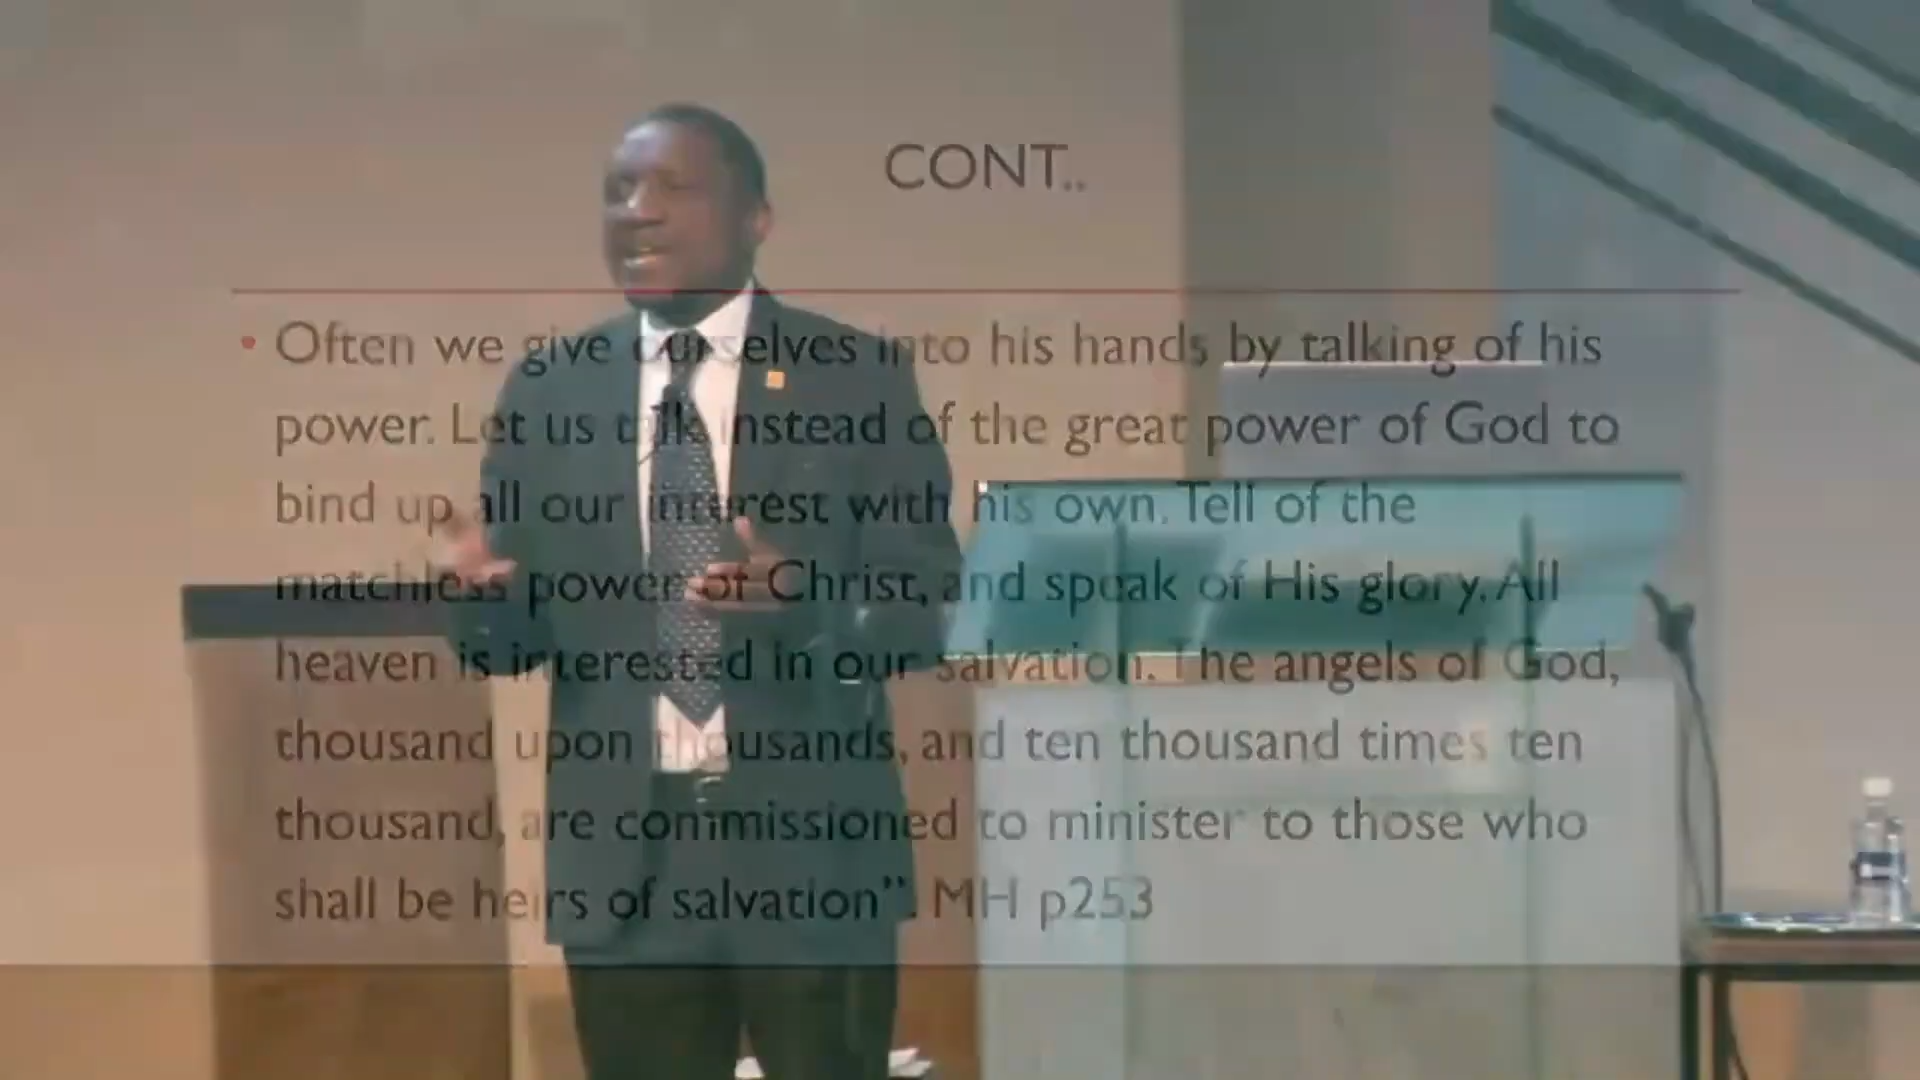 CONT..
• Often we give ourselves into his hands by talking of his
power. Let us talk instead of the great power of God to
bind up all our interest with his own. Tell of the
matchless power of Christ, and speak of His glory. All
heaven is interested in our salvation. The angels of God,
thousand upon thousands, and ten thousand times ten
thousand, are commissioned to minister to those who
shall be heirs of salvation”. MH p253